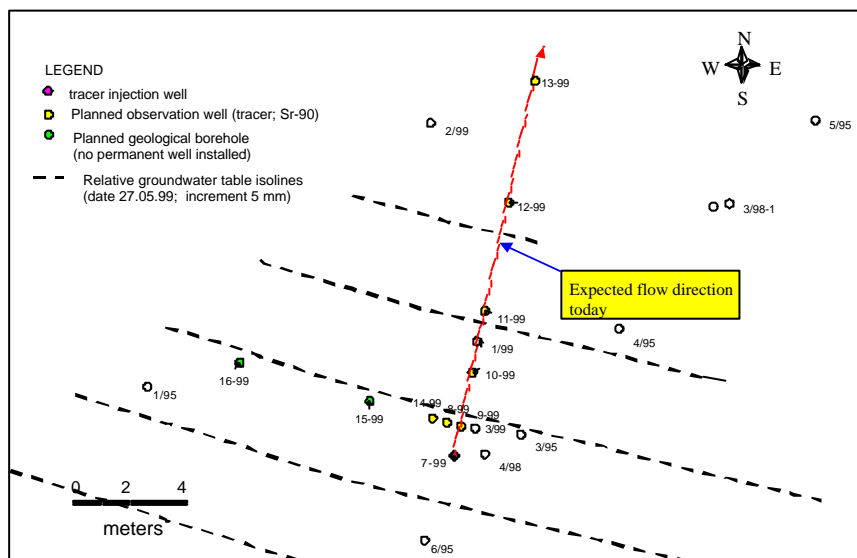 N
W E
S
LEGEND
tracer injection well
Planned observation well (tracer; Sr-90)
Planned geological borehole
(no permanent well installed)
Relative groundwater table isolines
(date 27.05.99; increment 5 mm)
13-99
2/99
5/95
12-99
3/98-1
Expected flow direction
today
11-99
4/95
1/99
10-99
16-99
1/95
15-99
14-99
8-99
9-99
3/99
3/95
7-99
4/98
0 2 4
meters
6/95